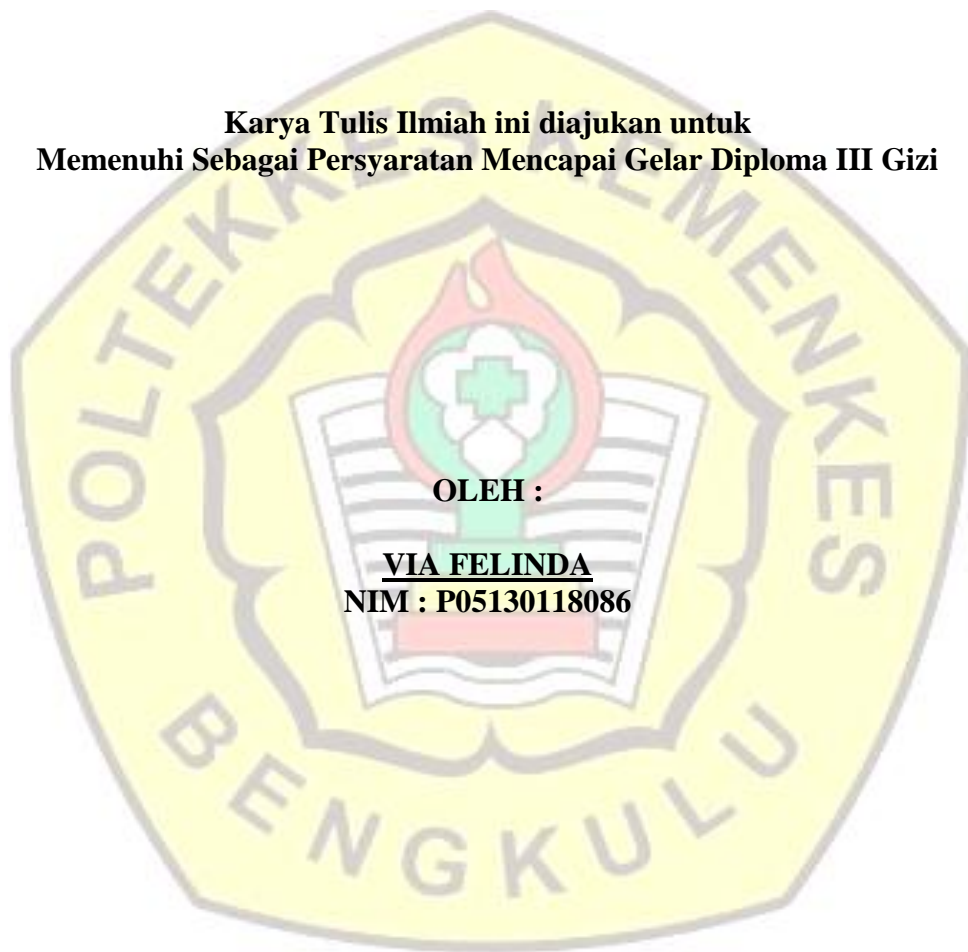 Karya Tulis Ilmiah ini diajukan untuk
Memenuhi Sebagai Persyaratan Mencapai Gelar Diploma III Gizi
POLTEKKES KEMENKES
OLEH :
VIA FELINDA
NIM : P05130118086
BENGKULU